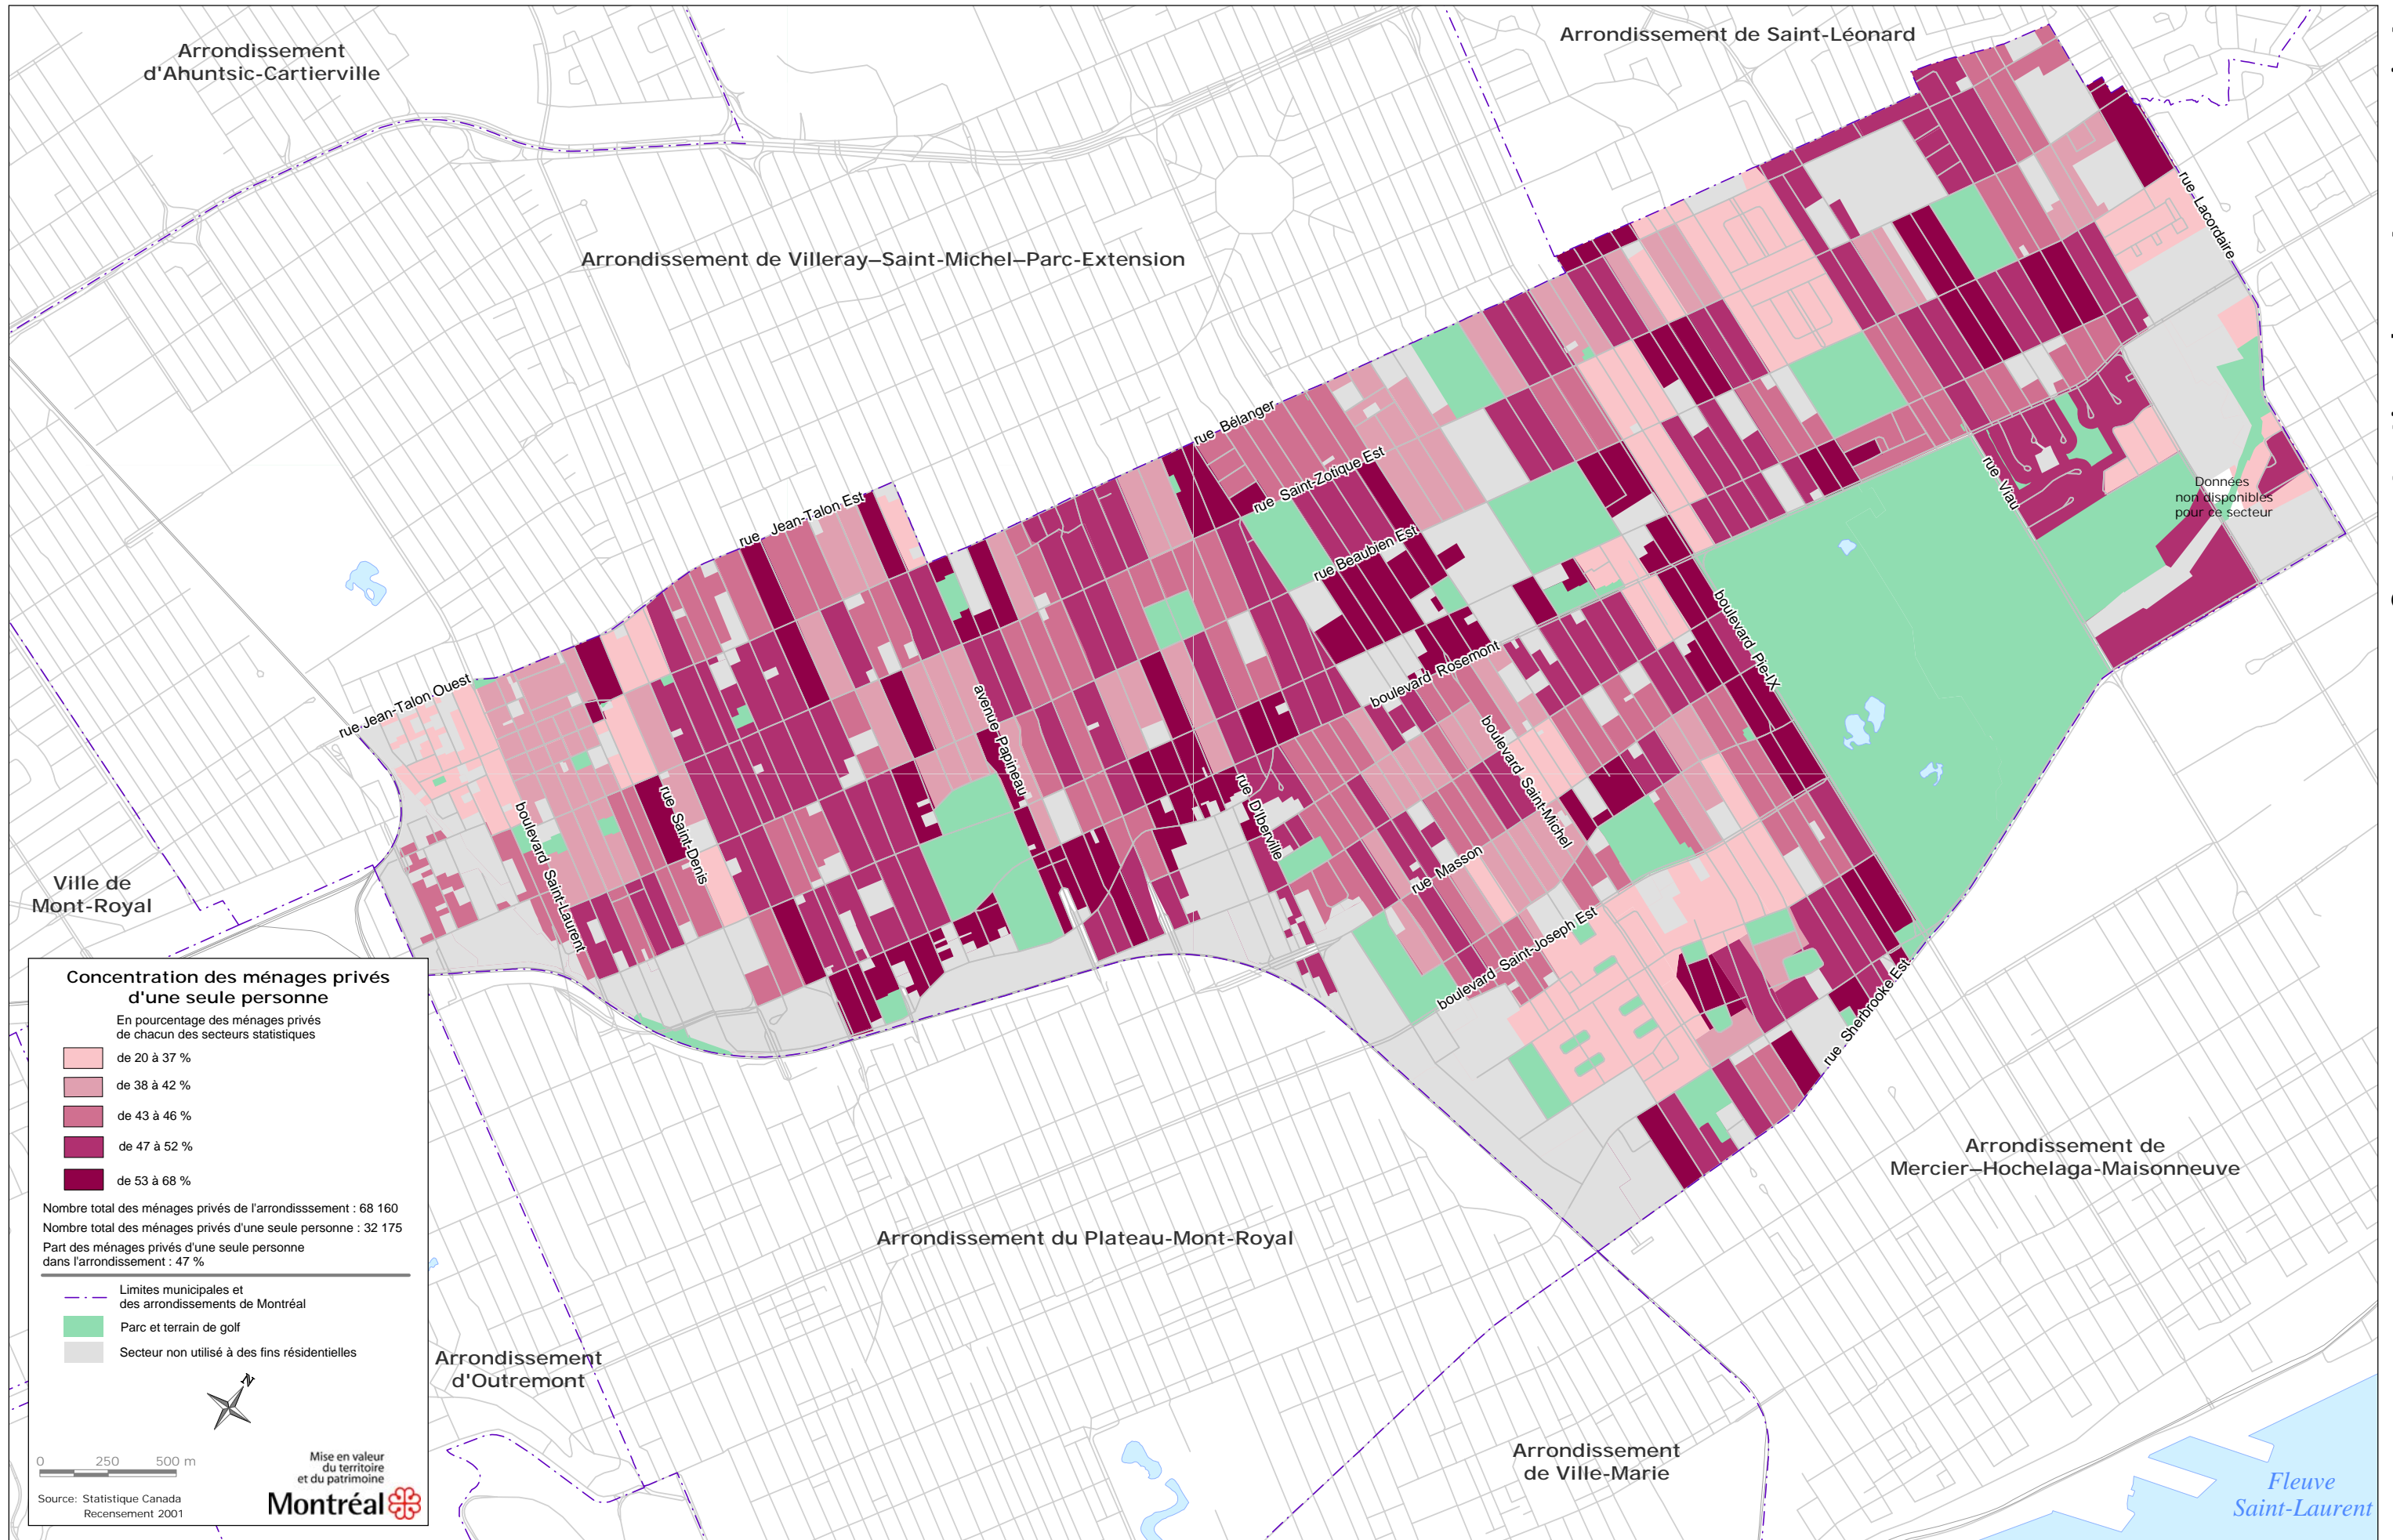 Arrondissement
d'Ahuntsic-Cartierville
Arrondissement de Saint-Léonard
Arrondissement de Villeray–Saint-Michel–Parc-Extension
rue Lacordaire
rue Bélanger
rue Saint-Zotique Est
rue Jean-Talon Est
rue Beaubien Est
rue Viau
Données
non disponibles
pour ce secteur
boulevard Pie-IX
boulevard Rosemont
rue Jean-Talon Ouest
avenue Papineau
boulevard Saint-Michel
rue D'Iberville
rue Saint-Denis
boulevard Saint-Laurent
rue Masson
boulevard Saint-Joseph Est
rue Sherbrooke Est
Ville de
Mont-Royal
Arrondissement de
Mercier–Hochelaga-Maisonneuve
Arrondissement du Plateau-Mont-Royal
Arrondissement
d'Outremont
Arrondissement
de Ville-Marie
Fleuve
Saint-Laurent
Concentration des ménages privés
d'une seule personne
En pourcentage des ménages privés
de chacun des secteurs statistiques
de 20 à 37 %
de 38 à 42 %
de 43 à 46 %
de 47 à 52 %
de 53 à 68 %
Nombre total des ménages privés de l'arrondisssement : 68 160
Nombre total des ménages privés d'une seule personne : 32 175
Part des ménages privés d'une seule personne
dans l'arrondissement : 47 %
Limites municipales et
des arrondissements de Montréal
Parc et terrain de golf
Secteur non utilisé à des fins résidentielles
N
0 250 500 m
Mise en valeur
du territoire
et du patrimoine
Montréal
Source: Statistique Canada
Recensement 2001